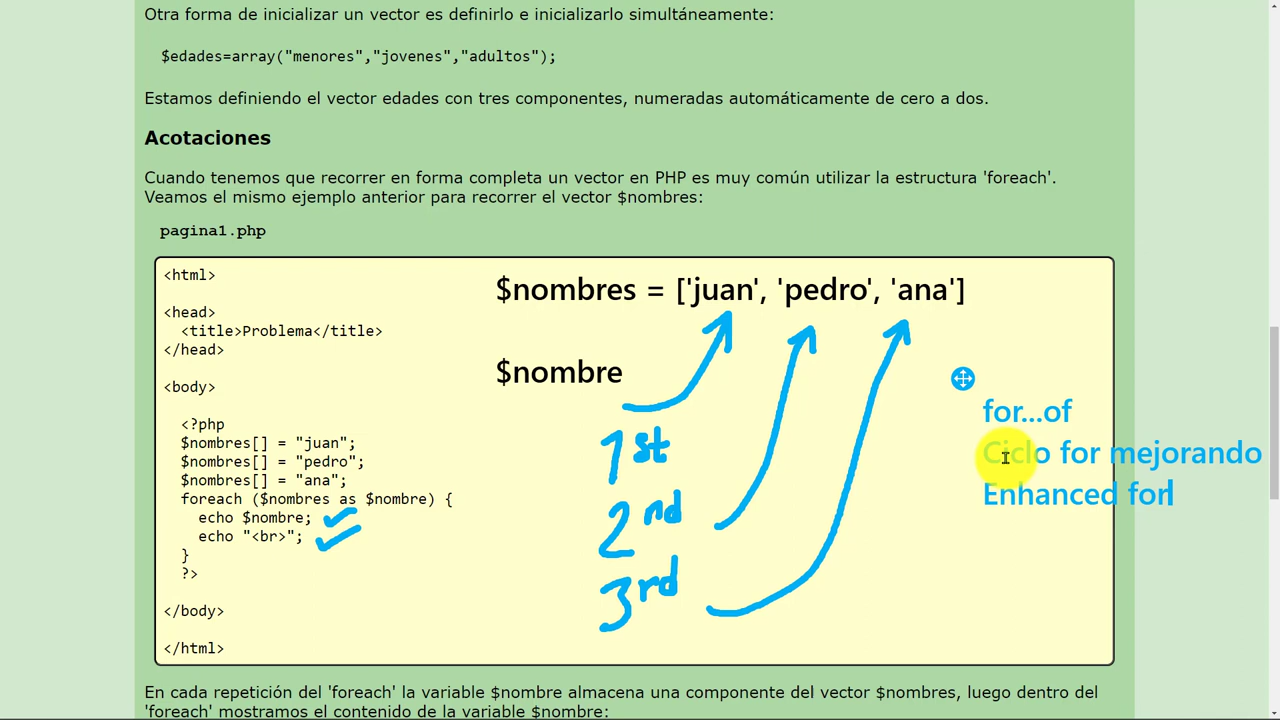 Otra forma de inicializar un vector es definirlo e inicializarlo simultáneamente:
$edades=array("menores","jovenes","adultos");
Estamos definiendo el vector edades con tres componentes, numeradas automáticamente de cero a dos.
Acotaciones
Cuando tenemos que recorrer en forma completa un vector en PHP es muy común utilizar la estructura 'foreach'.
Veamos el mismo ejemplo anterior para recorrer el vector $nombres:
pagina1.php
<html>
<head>
<title>Problema</title>
</head>
<body>
<?php
$nombres[] = "juan";
$nombres[] = "pedro";
$nombres[] = "ana";
foreach ($nombres as $nombre) {
echo $nombre;
echo "<br>";
}
?>
</body>
</html>
$nombres = ['juan', 'pedro', 'ana']
$nombre
1st
2nd
3rd
for...of
Ciclo for mejorando
Enhanced for
En cada repetición del 'foreach' la variable $nombre almacena una componente del vector $nombres, luego dentro del
'foreach' mostramos el contenido de la variable $nombre: